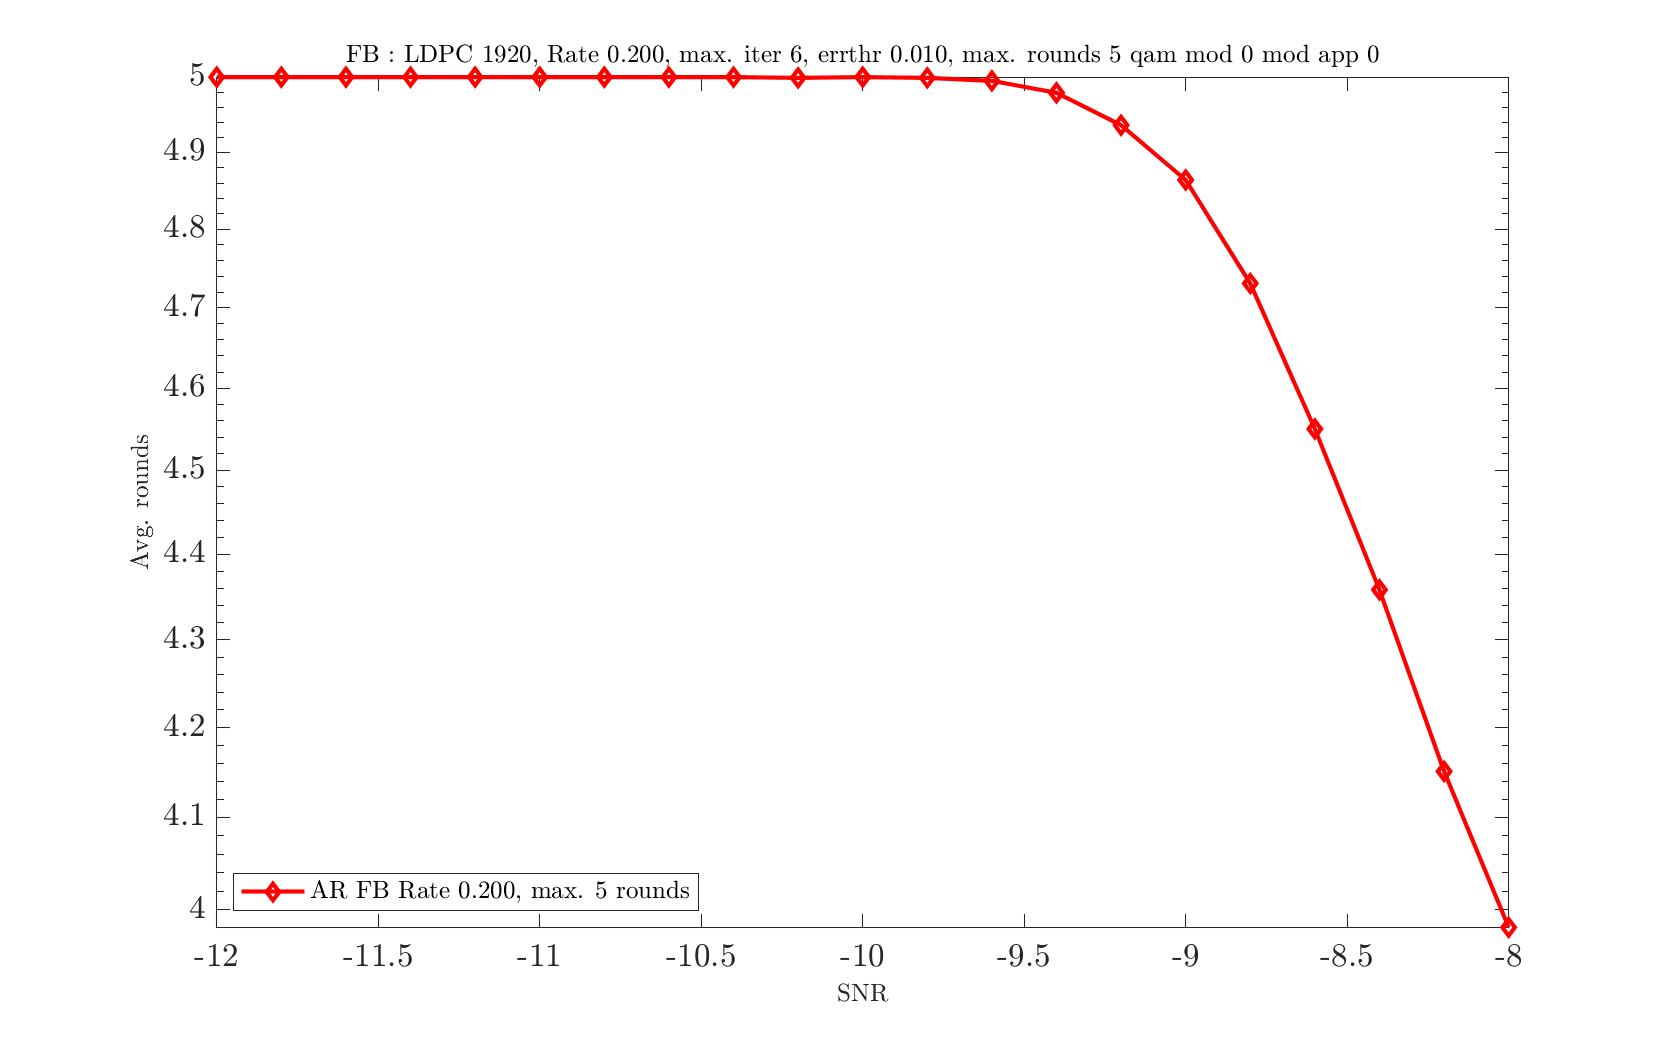 FB : LDPC 1920, Rate 0.200, max. iter 6, errthr 0.010, max. rounds 5 qam mod 0 mod app 0
5
4.9
4.8
4.7
4.6
4.5
4.4
4.3
4.2
4.1
4
Avg. rounds
AR FB Rate 0.200, max. 5 rounds
-12 -11.5 -11 -10.5 -10 -9.5 -9 -8.5 -8
SNR